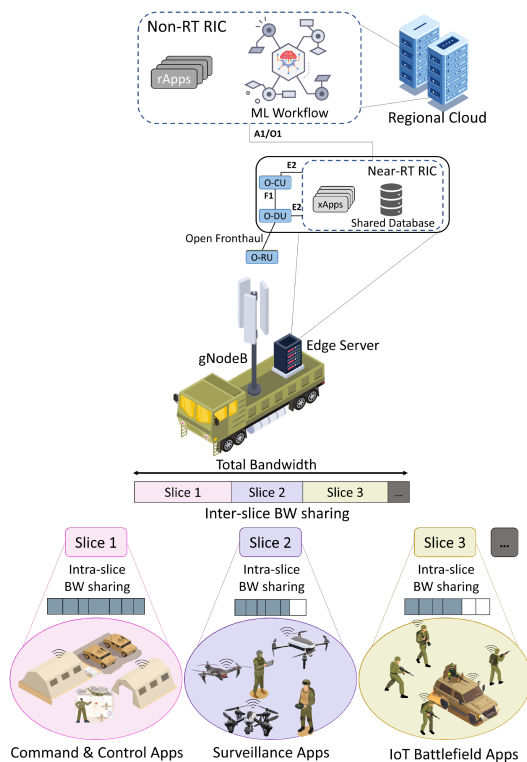 Non-RT RIC
rApps
ML Workflow
Regional Cloud
A1/O1
E2
Near-RT RIC
O-CU
F1
xApps
O-DU
E2
Shared Database
Open Fronthaul
O-RU
gNodeB
Edge Server
Total Bandwidth
Slice 1
Slice 2
Slice 3
...
Inter-slice BW sharing
Slice 1
Slice 2
Slice 3
...
Intra-slice
BW sharing
Intra-slice
BW sharing
Intra-slice
BW sharing
Command & Control Apps
Surveillance Apps
IoT Battlefield Apps